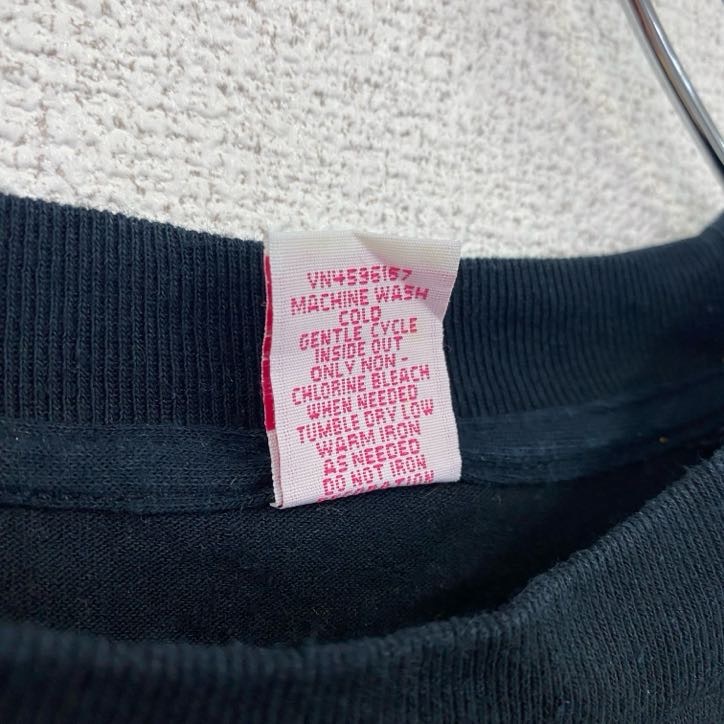 VN4596157
MACHINE WASH
COLD
GENTLE CYCLE
INSIDE OUT
ONLY NON-
CHLORINE BLEACH
WHEN NEEDED
TUMBLE DRY LOW
WARM IRON
AS NEEDED
DO NOT IRON